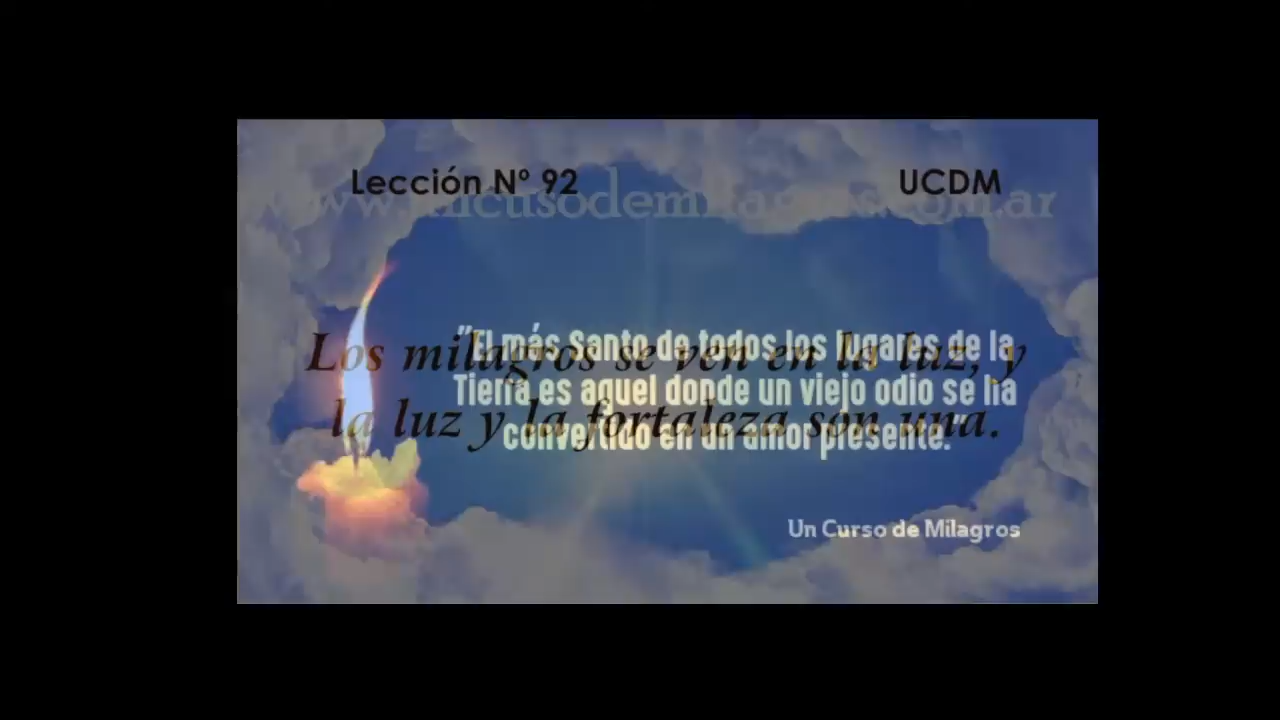 Lección Nº 92
UCDM
Los milagros se ven en la luz, y
la luz y la fortaleza son una.
"El más Santo de todos los lugares de la
Tierra es aquel donde un viejo odio se ha
convertido en un amor presente."
Un Curso de Milagros